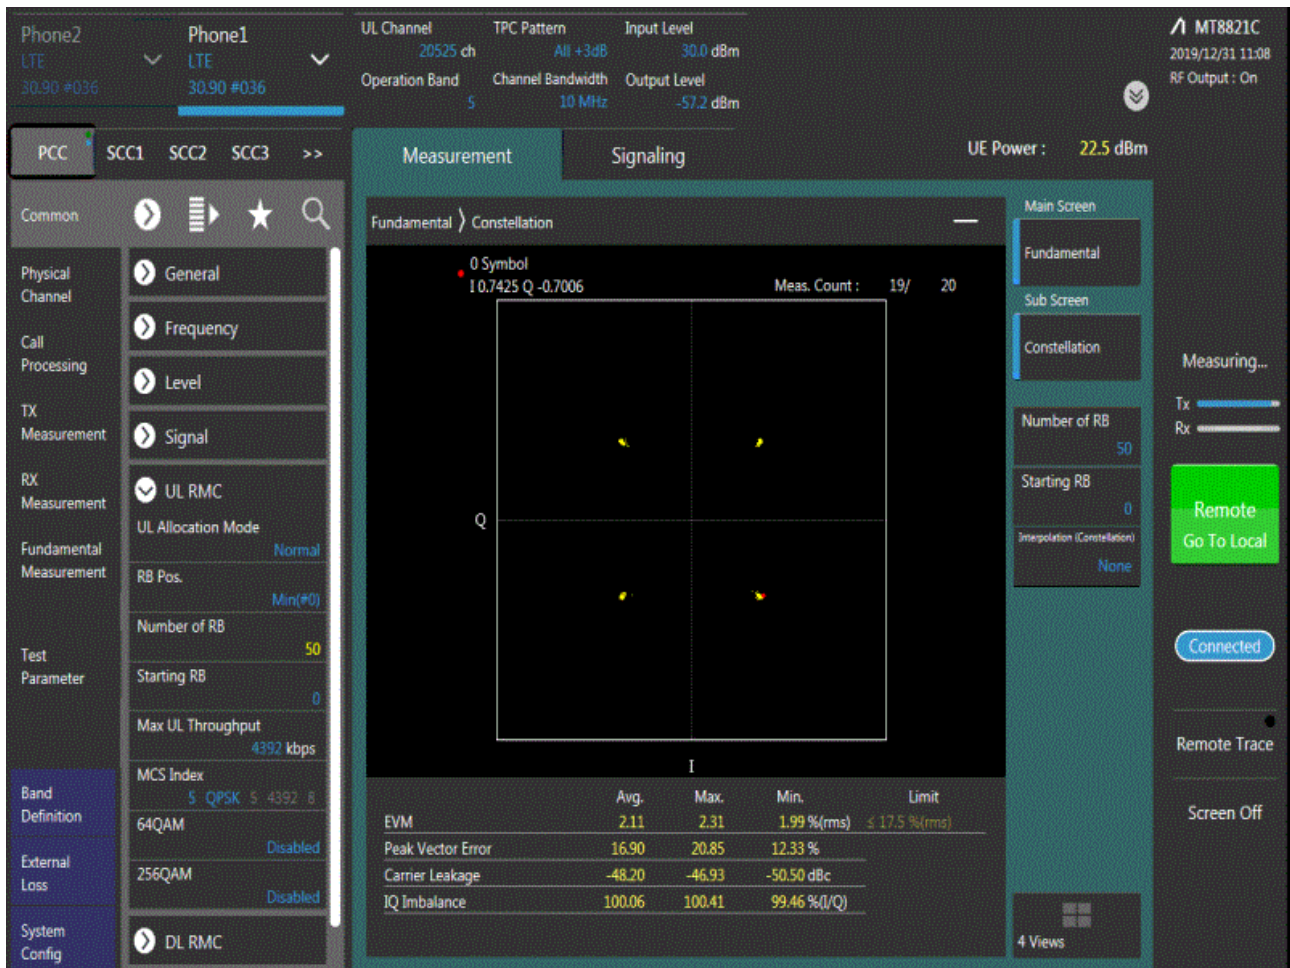 Phone2
LTE
30.90 #036
Phone1
LTE
30.90 #036
UL Channel
20525 ch
TPC Pattern
All +3dB
Input Level
30.0 dBm
Operation Band
5
Channel Bandwidth
10 MHz
Output Level
-57.2 dBm
MT8821C
2019/12/31 11:08
RF Output : On
PCC SCC1 SCC2 SCC3 >>
Measurement
Signaling
UE Power : 22.5 dBm
Common
Physical
Channel
Call
Processing
TX
Measurement
RX
Measurement
Fundamental
Measurement
Test
Parameter
Band
Definition
External
Loss
System
Config
General
Frequency
Level
Signal
UL RMC
UL Allocation Mode
Normal
RB Pos.
Min(#0)
Number of RB
50
Starting RB
0
Max UL Throughput
4392 kbps
MCS Index
5 QPSK 5 4392 8
64QAM
Disabled
256QAM
Disabled
DL RMC
Fundamental 〉 Constellation
0 Symbol
I 0.7425 Q -0.7006
Meas. Count : 19/ 20
Q
I
Avg. Max. Min. Limit
EVM 2.11 2.31 1.99 %(rms) ≤ 17.5 %(rms)
Peak Vector Error 16.90 20.85 12.33 %
Carrier Leakage -48.20 -46.93 -50.50 dBc
IQ Imbalance 100.06 100.41 99.46 %(I/Q)
Main Screen
Fundamental
Sub Screen
Constellation
Number of RB
50
Starting RB
0
Interpolation (Constellation)
None
4 Views
Measuring...
Tx
Rx
Remote
Go To Local
Connected
Remote Trace
Screen Off